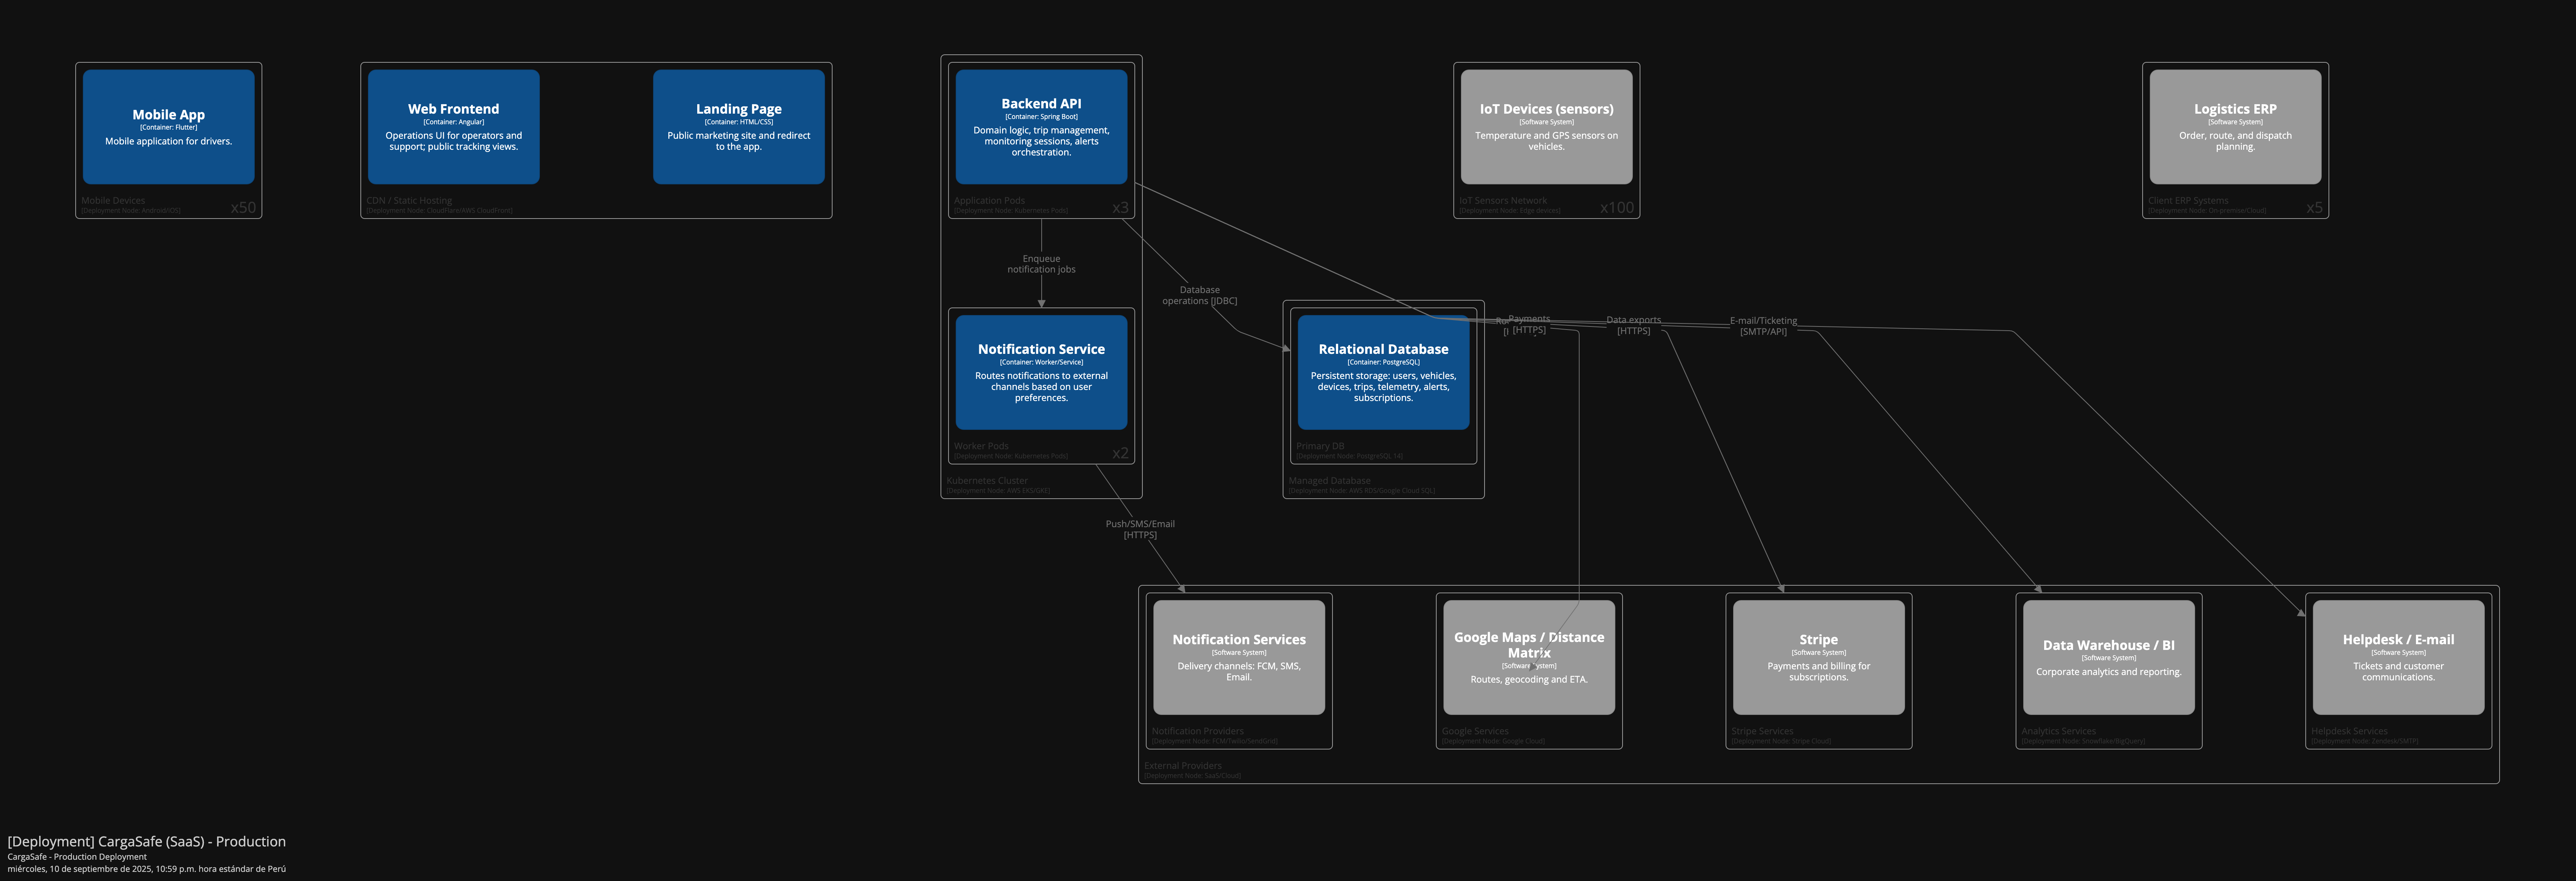 Mobile App
[Container: Flutter]
Mobile application for drivers.
Mobile Devices
[Deployment Node: Android/iOS]
x50
Web Frontend
[Container: Angular]
Operations UI for operators and
support; public tracking views.
Landing Page
[Container: HTML/CSS]
Public marketing site and redirect
to the app.
CDN / Static Hosting
[Deployment Node: CloudFlare/AWS CloudFront]
Backend API
[Container: Spring Boot]
Domain logic, trip management,
monitoring sessions, alerts
orchestration.
Application Pods
[Deployment Node: Kubernetes Pods]
x3
IoT Devices (sensors)
[Software System]
Temperature and GPS sensors on
vehicles.
IoT Sensors Network
[Deployment Node: Edge devices]
x100
Logistics ERP
[Software System]
Order, route, and dispatch
planning.
Client ERP Systems
[Deployment Node: On-premise/Cloud]
x5
Enqueue
notification jobs
Database
operations [JDBC]
Payments
[HTTPS]
Data exports
[HTTPS]
E-mail/Ticketing
[SMTP/API]
Notification Service
[Container: Worker/Service]
Routes notifications to external
channels based on user
preferences.
Worker Pods
[Deployment Node: Kubernetes Pods]
x2
Kubernetes Cluster
[Deployment Node: AWS EKS/GKE]
Relational Database
[Container: PostgreSQL]
Persistent storage: users, vehicles,
devices, trips, telemetry, alerts,
subscriptions.
Primary DB
[Deployment Node: PostgreSQL 14]
Managed Database
[Deployment Node: AWS RDS/Google Cloud SQL]
Push/SMS/Email
[HTTPS]
Notification Services
[Software System]
Delivery channels: FCM, SMS,
Email.
Notification Providers
[Deployment Node: FCM/Twilio/SendGrid]
Google Maps / Distance
Matrix
[Software System]
Routes, geocoding and ETA.
Google Services
[Deployment Node: Google Cloud]
Stripe
[Software System]
Payments and billing for
subscriptions.
Stripe Services
[Deployment Node: Stripe Cloud]
Data Warehouse / BI
[Software System]
Corporate analytics and reporting.
Analytics Services
[Deployment Node: Snowflake/BigQuery]
Helpdesk / E-mail
[Software System]
Tickets and customer
communications.
Helpdesk Services
[Deployment Node: Zendesk/SMTP]
External Providers
[Deployment Node: SaaS/Cloud]
[Deployment] CargaSafe (SaaS) - Production
CargaSafe - Production Deployment
miércoles, 10 de septiembre de 2025, 10:59 p.m. hora estándar de Perú